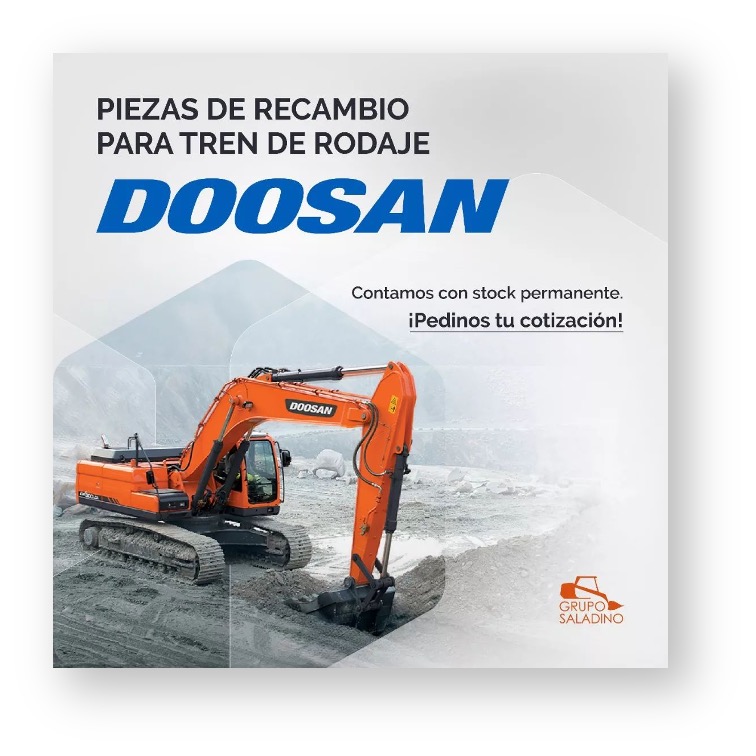 PIEZAS DE RECAMBIO
PARA TREN DE RODAJE
DOOSAN
Contamos con stock permanente.
¡Pedinos tu cotización!
DOOSAN
GRUPO
SALADINO